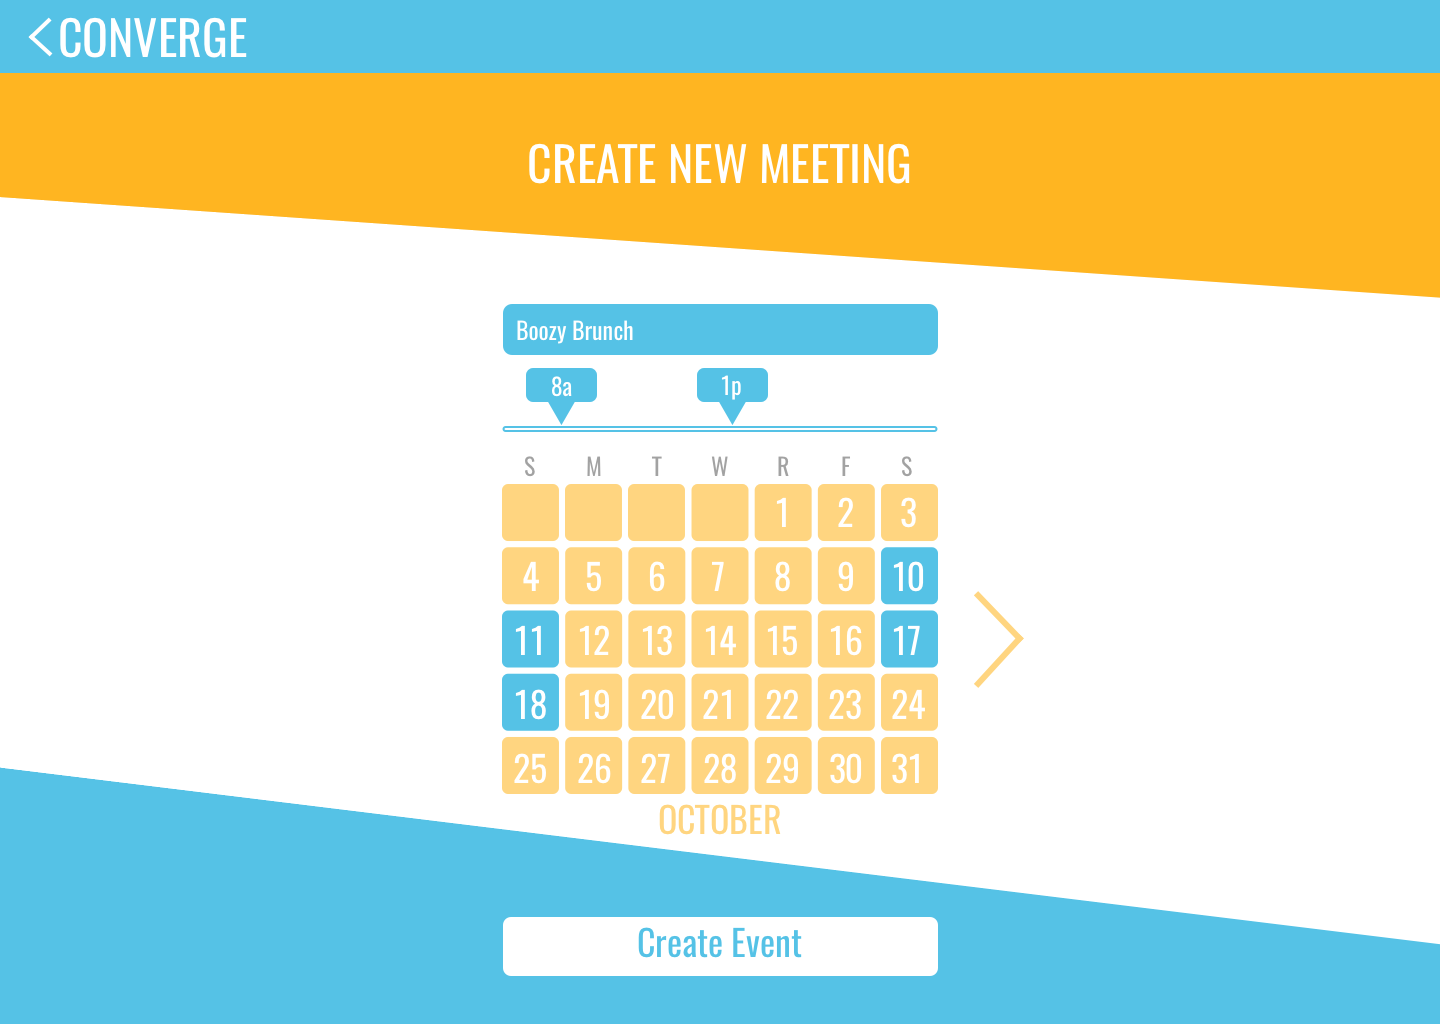 CONVERGE
CREATE NEW MEETING
Boozy Brunch
8a 1p
S M T W R F S
1 2 3
4 5 6 7 8 9 10
11 12 13 14 15 16 17
18 19 20 21 22 23 24
25 26 27 28 29 30 31
OCTOBER
Create Event